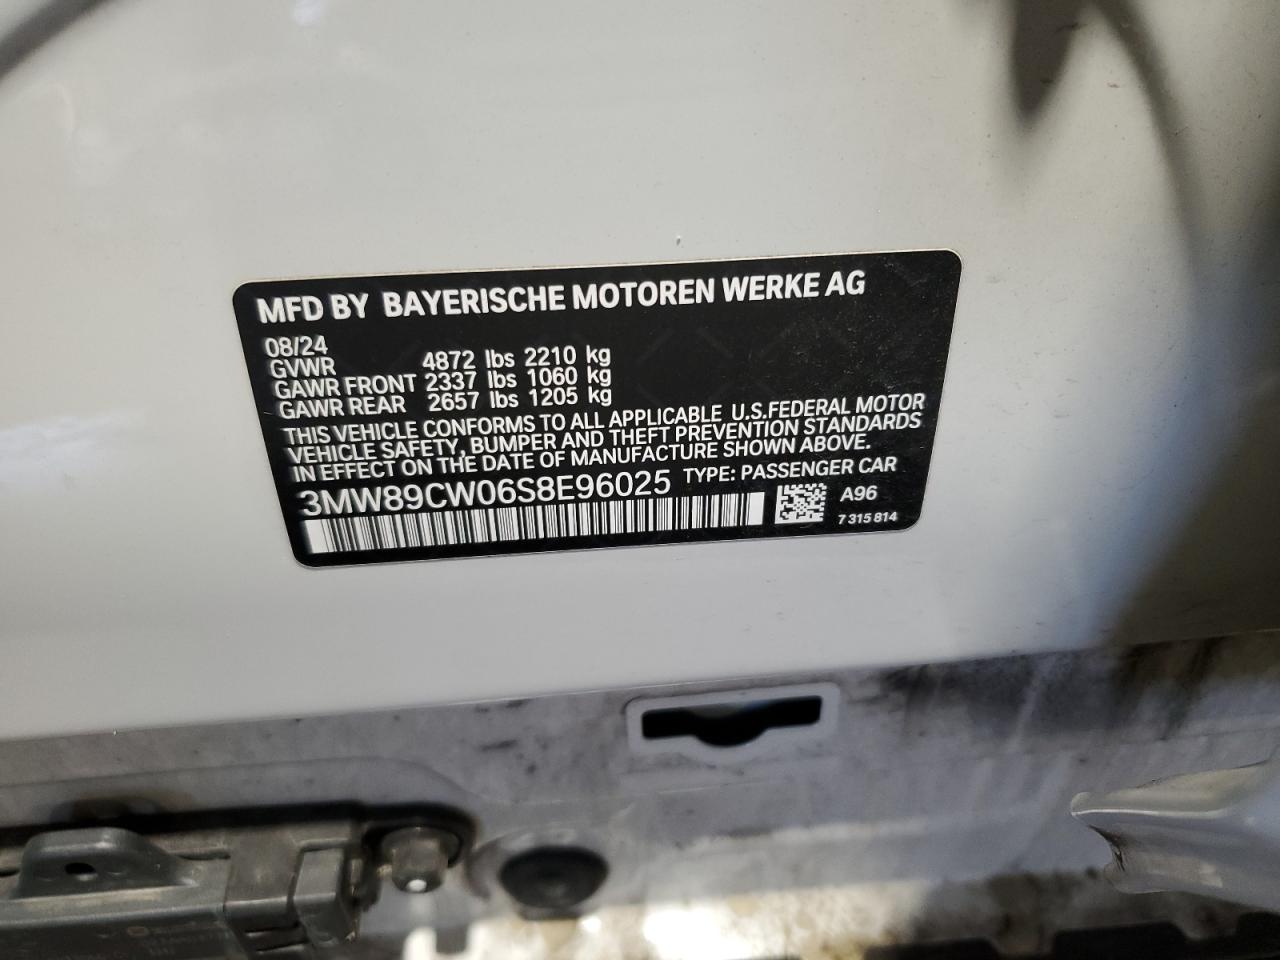 MFD BY BAYERISCHE MOTOREN WERKE AG
08/24
GVWR 4872 lbs 2210 kg
GAWR FRONT 2337 lbs 1060 kg
GAWR REAR 2657 lbs 1205 kg
THIS VEHICLE CONFORMS TO ALL APPLICABLE U.S.FEDERAL MOTOR
VEHICLE SAFETY, BUMPER AND THEFT PREVENTION STANDARDS
IN EFFECT ON THE DATE OF MANUFACTURE SHOWN ABOVE.
3MW89CW06S8E96025 TYPE: PASSENGER CAR
A96
7 315 814